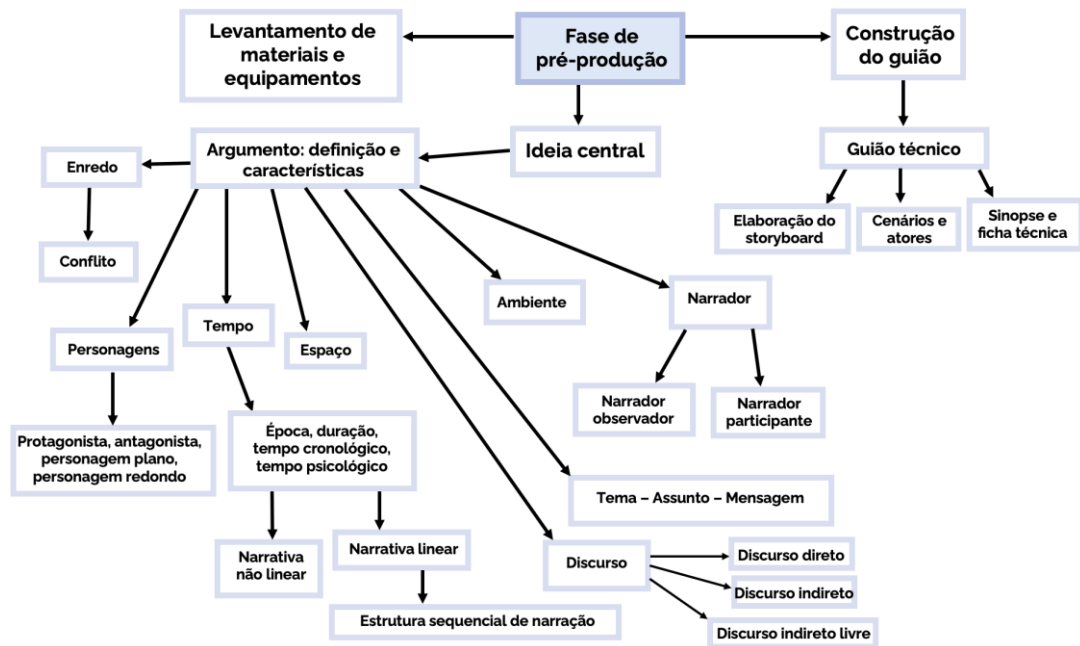 Levantamento de
materiais e
equipamentos
Fase de
pré-produção
Construção
do guião
Argumento: definição e
características
Ideia central
Guião técnico
Enredo
Elaboração do
storyboard
Cenários e
atores
Sinopse e
ficha técnica
Conflito
Ambiente
Narrador
Personagens
Tempo
Espaço
Narrador
observador
Narrador
participante
Protagonista, antagonista,
personagem plano,
personagem redondo
Época, duração,
tempo cronológico,
tempo psicológico
Tema – Assunto – Mensagem
Narrativa
não linear
Narrativa linear
Discurso
Discurso direto
Discurso indireto
Estrutura sequencial de narração
Discurso indireto livre